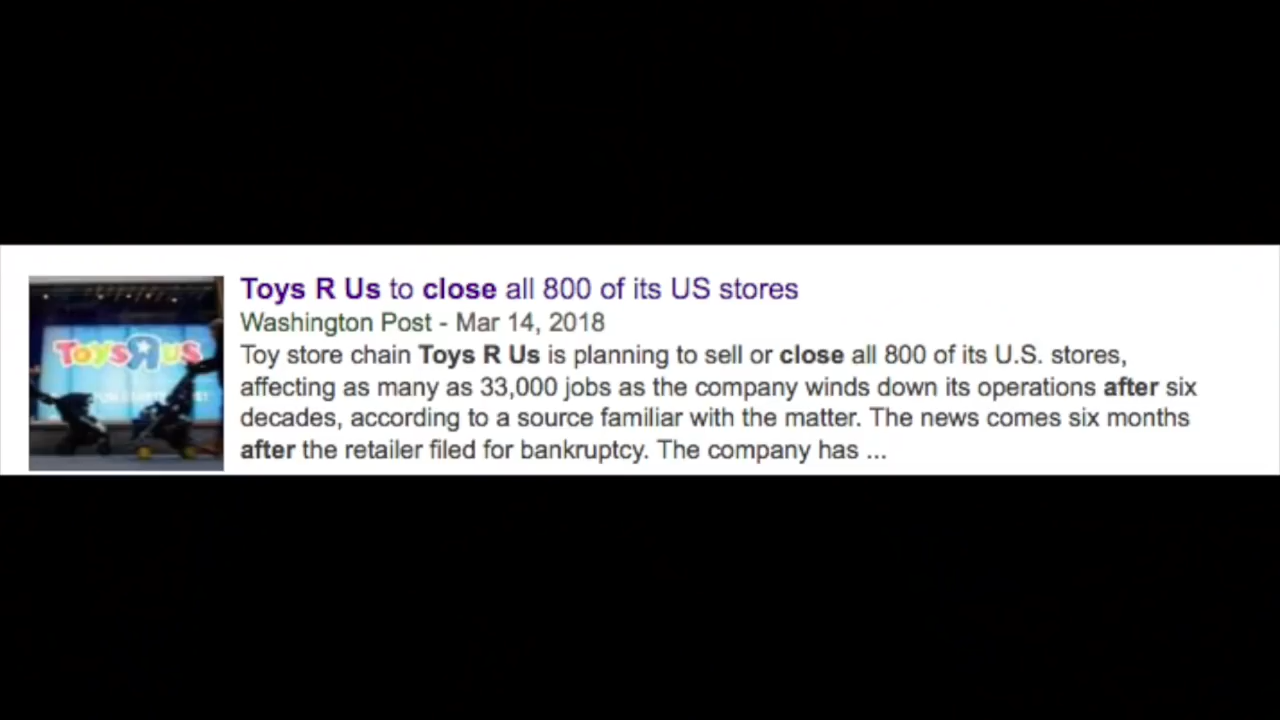 TOYS R US
Toys R Us to close all 800 of its US stores
Washington Post - Mar 14, 2018
Toy store chain Toys R Us is planning to sell or close all 800 of its U.S. stores,
affecting as many as 33,000 jobs as the company winds down its operations after six
decades, according to a source familiar with the matter. The news comes six months
after the retailer filed for bankruptcy. The company has ...